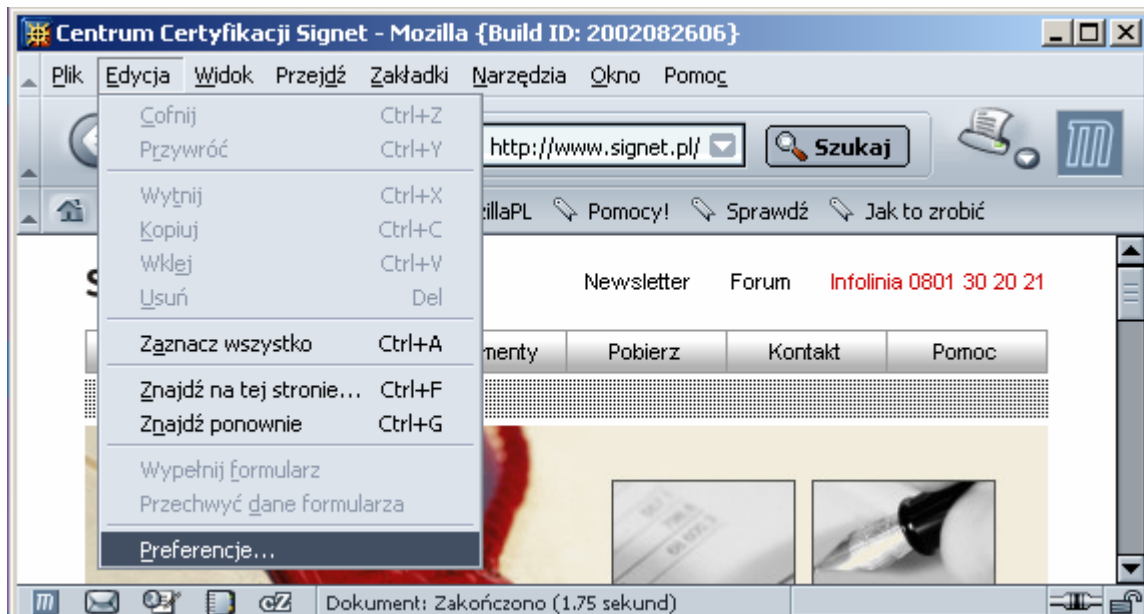 Centrum Certyfikacji Signet - Mozilla {Build ID: 2002082606}
Plik Edycja Widok Przejdź Zakładki Narzędzia Okno Pomoc
Cofnij Ctrl+Z
Przywróć Ctrl+Y
Wytnij Ctrl+X
Kopiuj Ctrl+C
Wklej Ctrl+V
Usuń Del
Zaznacz wszystko Ctrl+A
Znajdź na tej stronie... Ctrl+F
Znajdź ponownie Ctrl+G
Wypełnij formularz
Przechwyć dane formularza
Preferencje...
http://www.signet.pl/ Szukaj
zillaPL Pomocy! Sprawdź Jak to zrobić
S Newsletter Forum Infolinia 0801 30 20 21
menty Pobierz Kontakt Pomoc
Dokument: Zakończono (1.75 sekund)